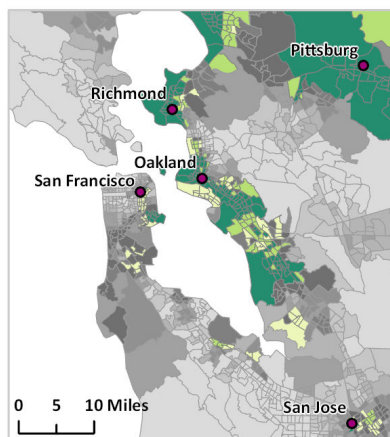 Pittsburg
Richmond
Oakland
San Francisco
San Jose
0 5 10 Miles